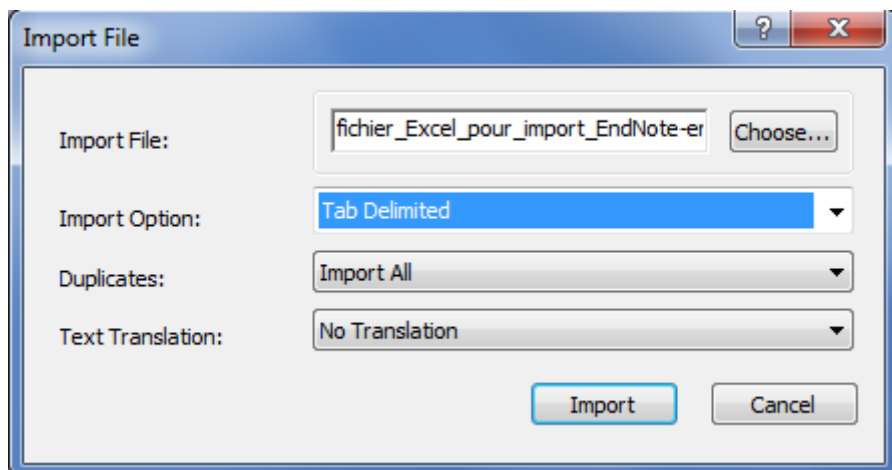 Import File
Import File: fichier_Excel_pour_import_EndNote-er Choose...
Import Option: Tab Delimited
Duplicates: Import All
Text Translation: No Translation
Import Cancel